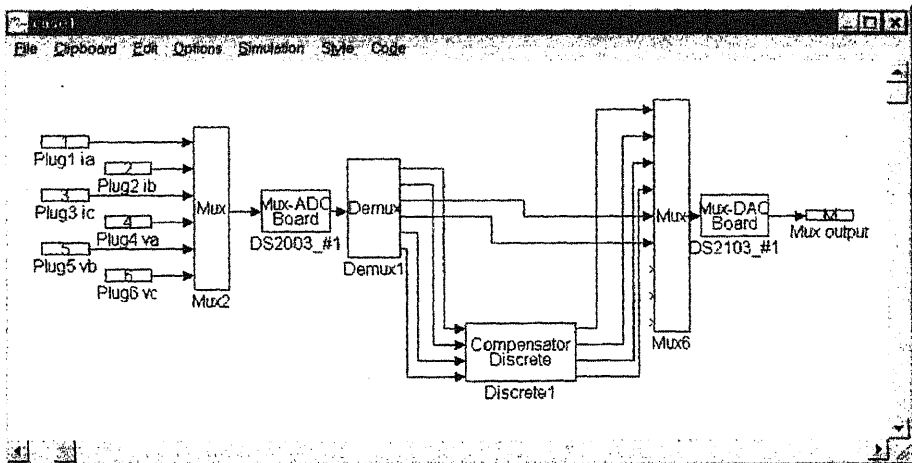 File Clipboard Edit Options Simulation Style Code
1
Plug1 ia
2
Plug2 ib
3
Plug3 ic
4
Plug4 va
5
Plug5 vb
6
Plug6 vc
Mux
Mux2
Mux-ADC
Board
DS2003_#1
Demux
Demux1
Compensator
Discrete
Discrete1
Mux
Mux6
Mux-DAC
Board
DS2103_#1
M
Mux output